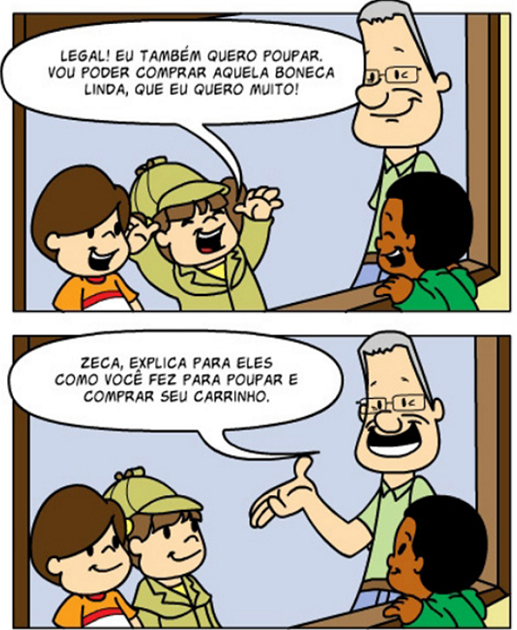 LEGAL! EU TAMBÉM QUERO POUPAR.
VOU PODER COMPRAR AQUELA BONECA
LINDA, QUE EU QUERO MUITO!
ZECA, EXPLICA PARA ELES
COMO VOCÊ FEZ PARA POUPAR E
COMPRAR SEU CARRINHO.